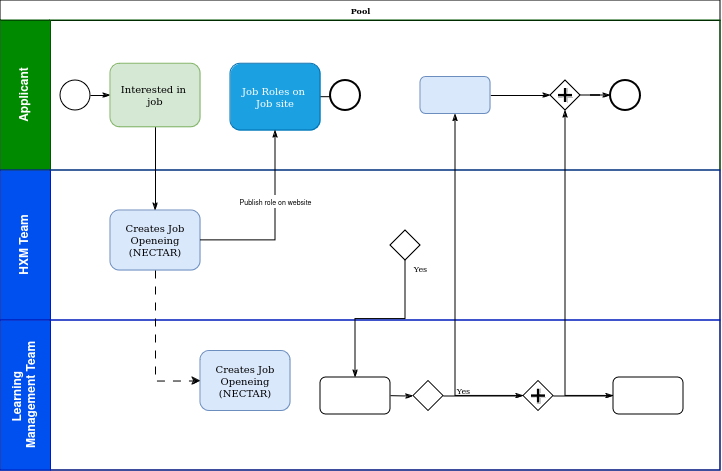 Pool
Applicant
Interested in
job
Job Roles on
Job site
HXM Team
Publish role on website
Creates Job
Openeing
(NECTAR)
Yes
Learning
Management Team
Creates Job
Openeing
(NECTAR)
Yes